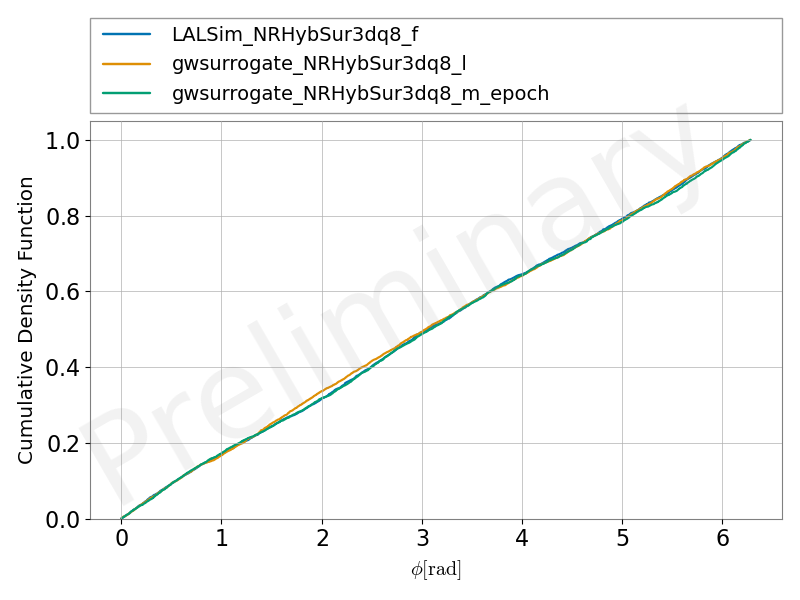 LALSim_NRHybSur3dq8_f
gwsurrogate_NRHybSur3dq8_l
gwsurrogate_NRHybSur3dq8_m_epoch
Preliminary
Cumulative Density Function
1.0
0.8
0.6
0.4
0.2
0.0
0 1 2 3 4 5 6
ϕ[rad]